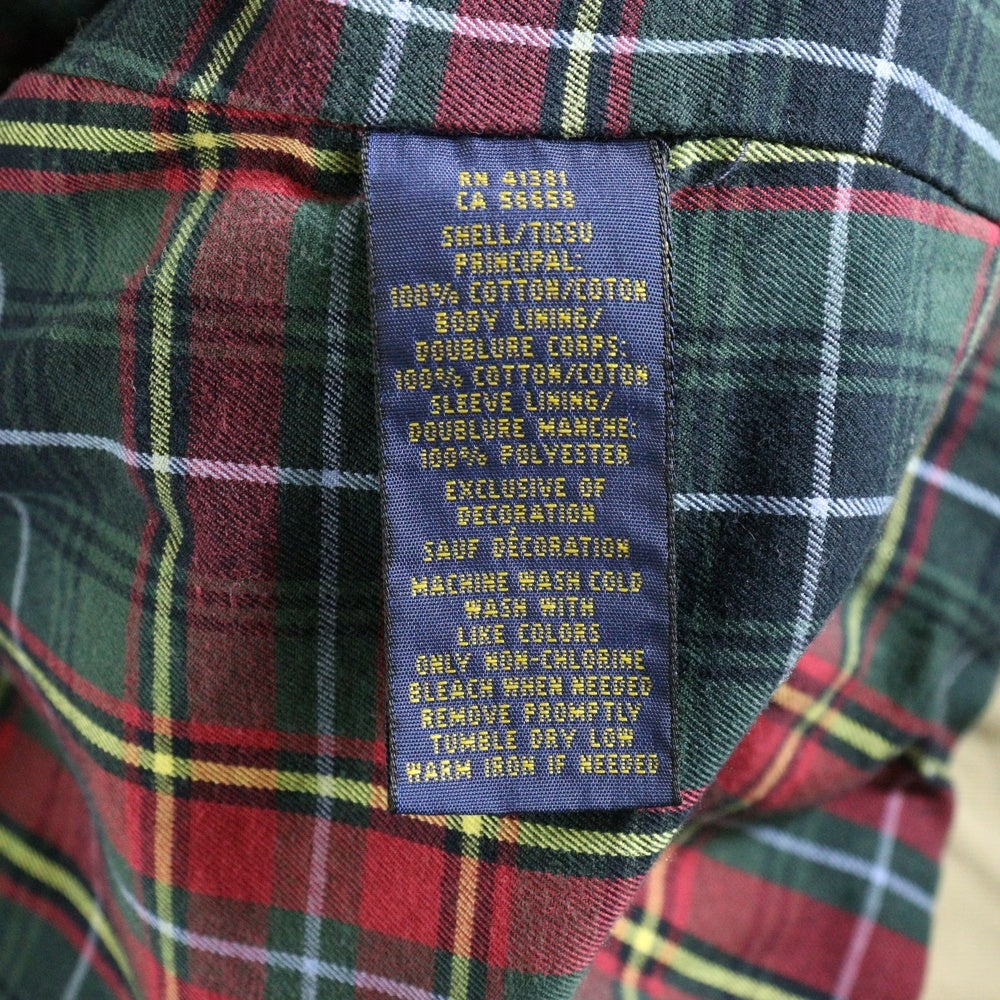 RN 41381
CA 56656
SHELL/TISSU
PRINCIPAL:
100% COTTON/COTON
BODY LINING/
DOUBLURE CORPS:
100% COTTON/COTON
SLEEVE LINING/
DOUBLURE MANCHE:
100% POLYESTER
EXCLUSIVE OF
DECORATION
SAUF DÉCORATION
MACHINE WASH COLD
WASH WITH
LIKE COLORS
ONLY NON-CHLORINE
BLEACH WHEN NEEDED
REMOVE PROMPTLY
TUMBLE DRY LOW
WARM IRON IF NEEDED